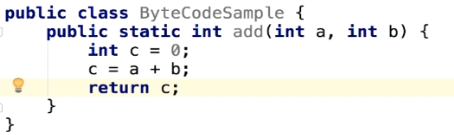 public class ByteCodeSample {
    public static int add(int a, int b) {
        int c = 0;
        c = a + b;
        return c;
    }
}